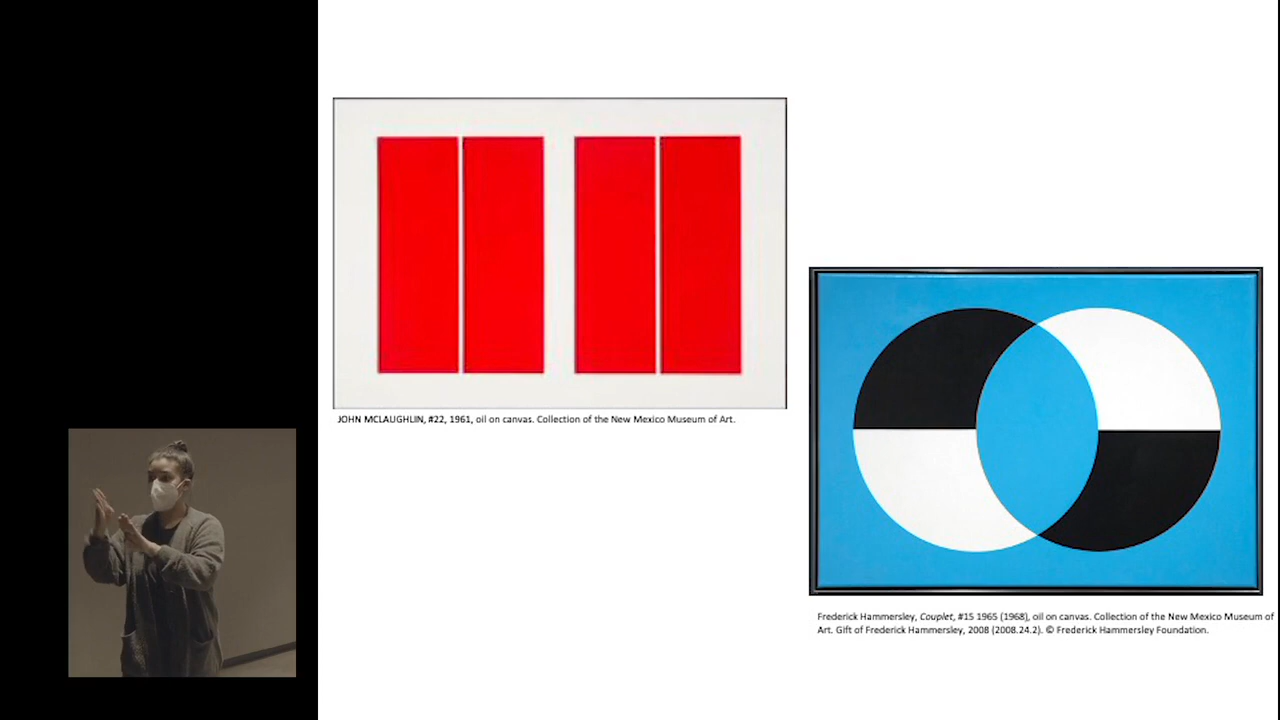 JOHN MCLAUGHLIN, #22, 1961, oil on canvas. Collection of the New Mexico Museum of Art.
Frederick Hammersley, Couplet, #15 1965 (1968), oil on canvas. Collection of the New Mexico Museum of
Art. Gift of Frederick Hammersley, 2008 (2008.24.2). © Frederick Hammersley Foundation.